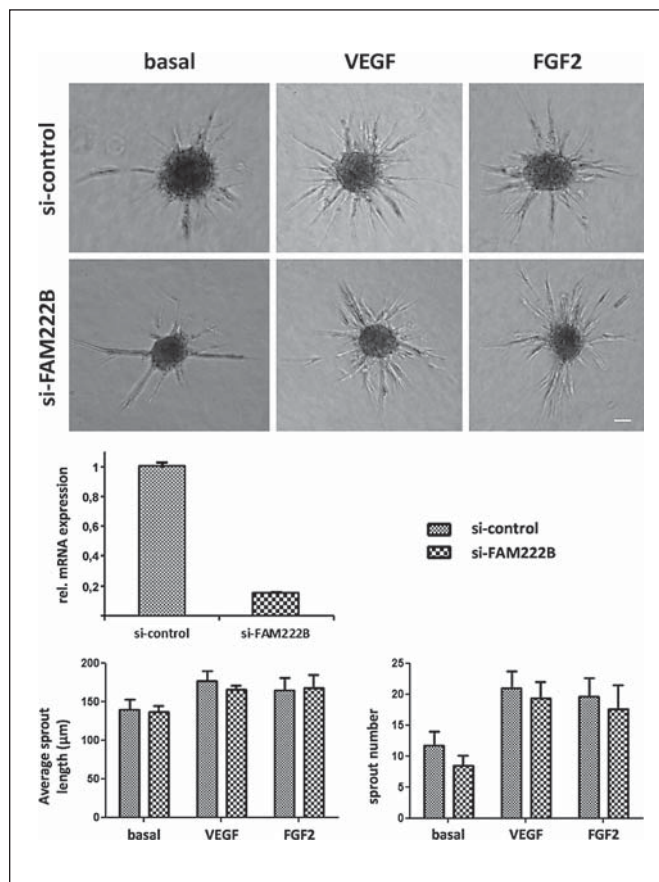 basal VEGF FGF2
si-control
si-FAM222B
rel. mRNA expression
1
0,8
0,6
0,4
0,2
si-control si-FAM222B
si-control
si-FAM222B
Average sprout
length (μm)
200
150
100
50
0
basal VEGF FGF2
sprout number
25
20
15
10
5
0
basal VEGF FGF2